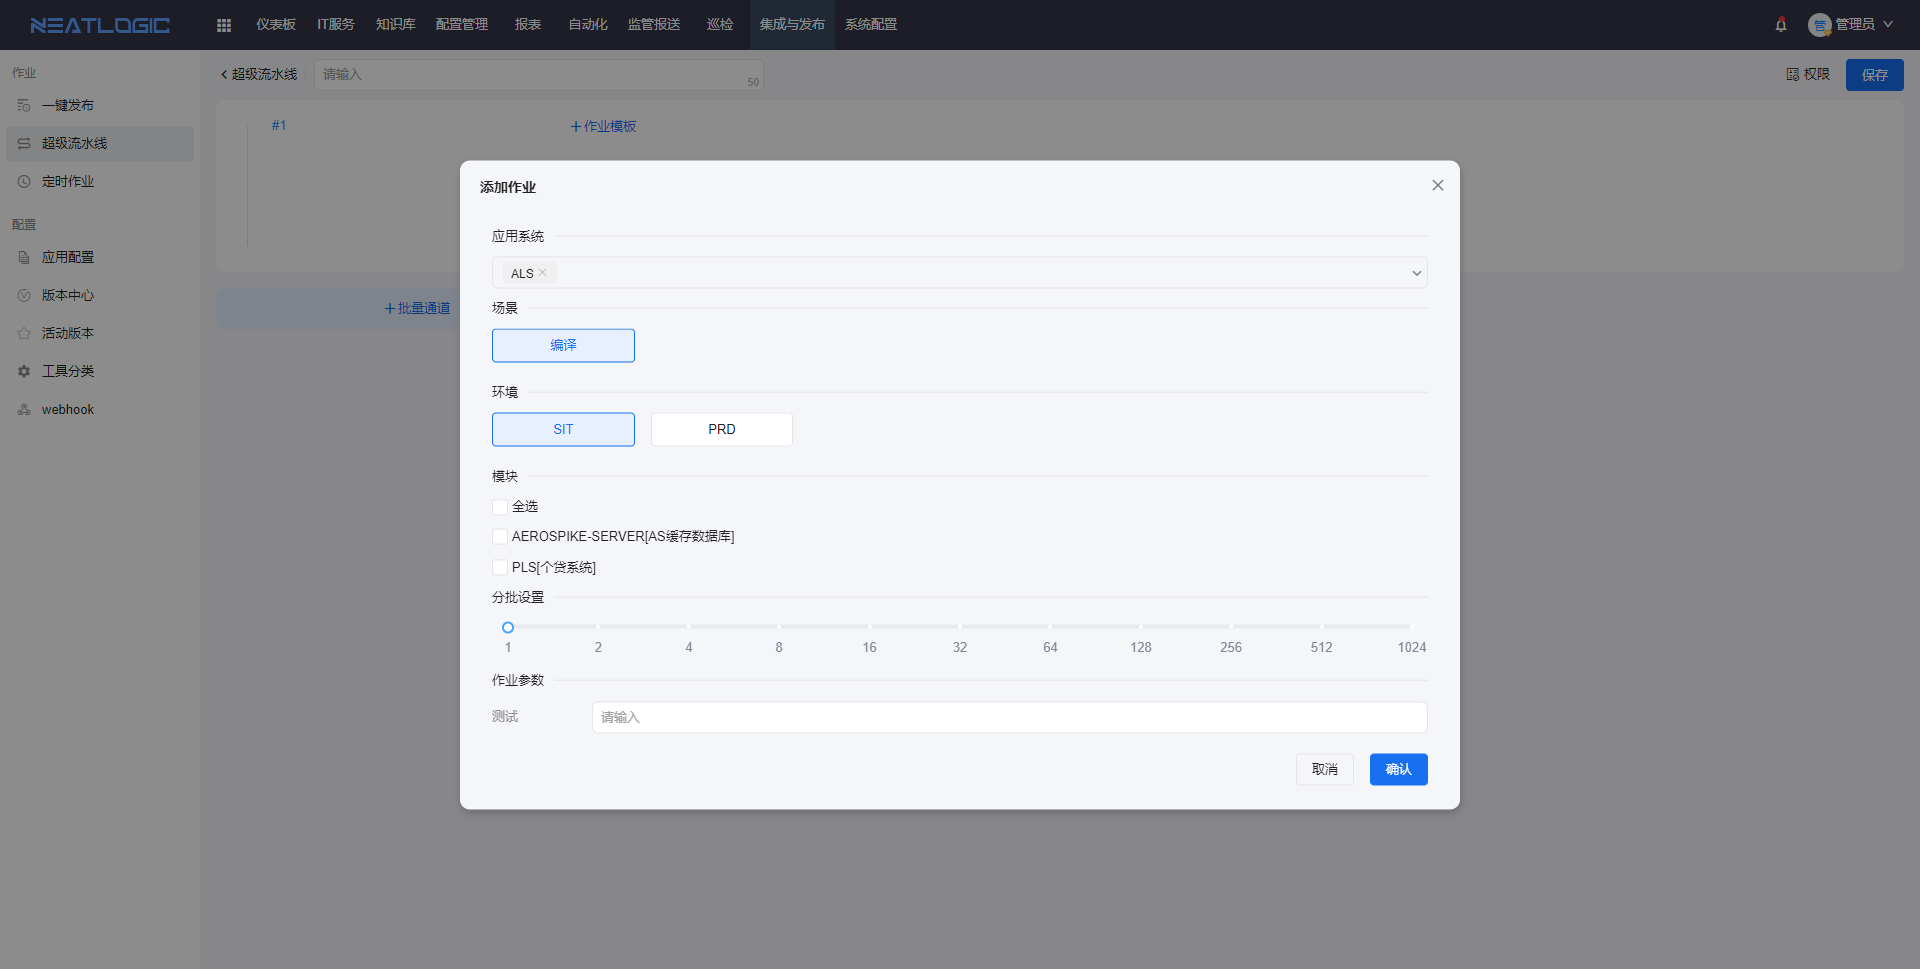 NEATLOGIC 仪表板 IT服务 知识库 配置管理 报表 自动化 监管报送 巡检 集成与发布 系统配置 管 管理员
作业
一键发布
超级流水线
定时作业
配置
应用配置
版本中心
活动版本
工具分类
webhook
超级流水线 请输入 50 权限 保存
#1 +作业模板
+批量通道
添加作业
应用系统
ALS
场景
编译
环境
SIT PRD
模块
全选
AEROSPIKE-SERVER[AS缓存数据库]
PLS[个贷系统]
分批设置
1 2 4 8 16 32 64 128 256 512 1024
作业参数
测试 请输入
取消 确认